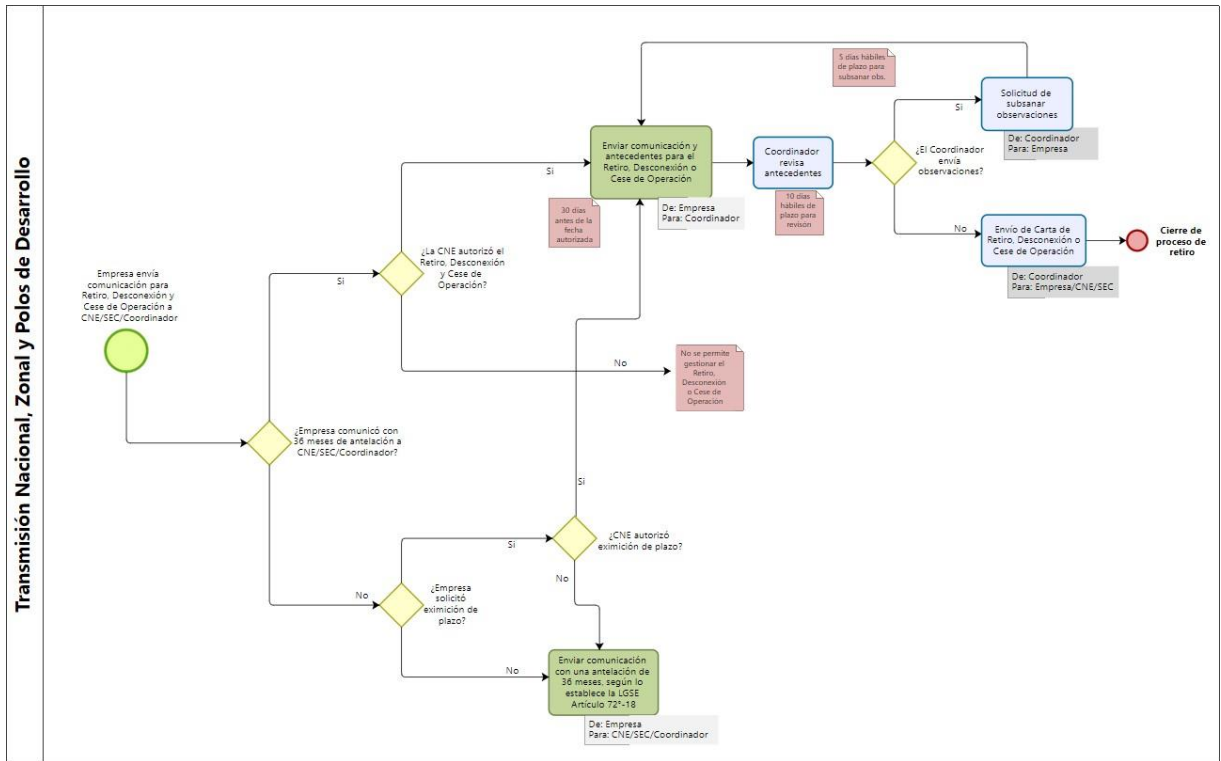 Transmisión Nacional, Zonal y Polos de Desarrollo
Empresa envía
comunicación para
Retiro, Desconexión y
Cese de Operación a
CNE/SEC/Coordinador
¿Empresa comunicó con
36 meses de antelación a
CNE/SEC/Coordinador?
Si
No
¿La CNE autorizó el
Retiro, Desconexión
y Cese de
Operación?
Si
No
No se permite
gestionar el
Retiro,
Desconexión
o Cese de
Operación
30 días
antes de la
fecha
autorizada
Enviar comunicación y
antecedentes para el
Retiro, Desconexión o
Cese de Operación
De: Empresa
Para: Coordinador
Coordinador
revisa
antecedentes
10 días
hábiles de
plazo para
revisón
¿El Coordinador
envía
observaciones?
Si
No
5 días hábiles
de plazo para
subsanar obs.
Solicitud de
subsanar
observaciones
De: Coordinador
Para: Empresa
Envío de Carta de
Retiro, Desconexión o
Cese de Operación
De: Coordinador
Para: Empresa/CNE/SEC
Cierre de
proceso de
retiro
¿Empresa
solicitó
eximición de
plazo?
Si
No
¿CNE autorizó
eximición de plazo?
Si
No
Enviar comunicación
con una antelación de
36 meses, según lo
establece la LGSE
Artículo 72°-18
De: Empresa
Para: CNE/SEC/Coordinador